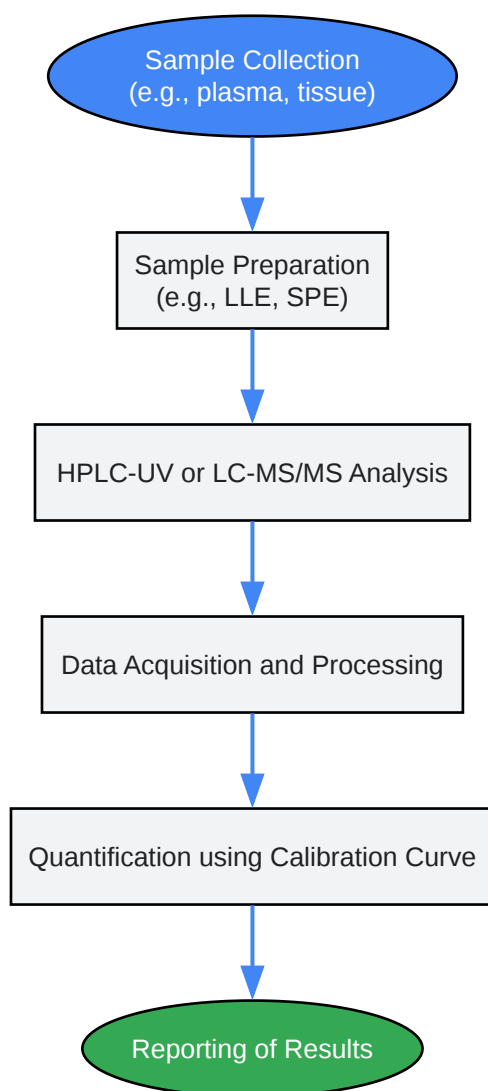 Sample Collection
(e.g., plasma, tissue)
Sample Preparation
(e.g., LLE, SPE)
HPLC-UV or LC-MS/MS Analysis
Data Acquisition and Processing
Quantification using Calibration Curve
Reporting of Results